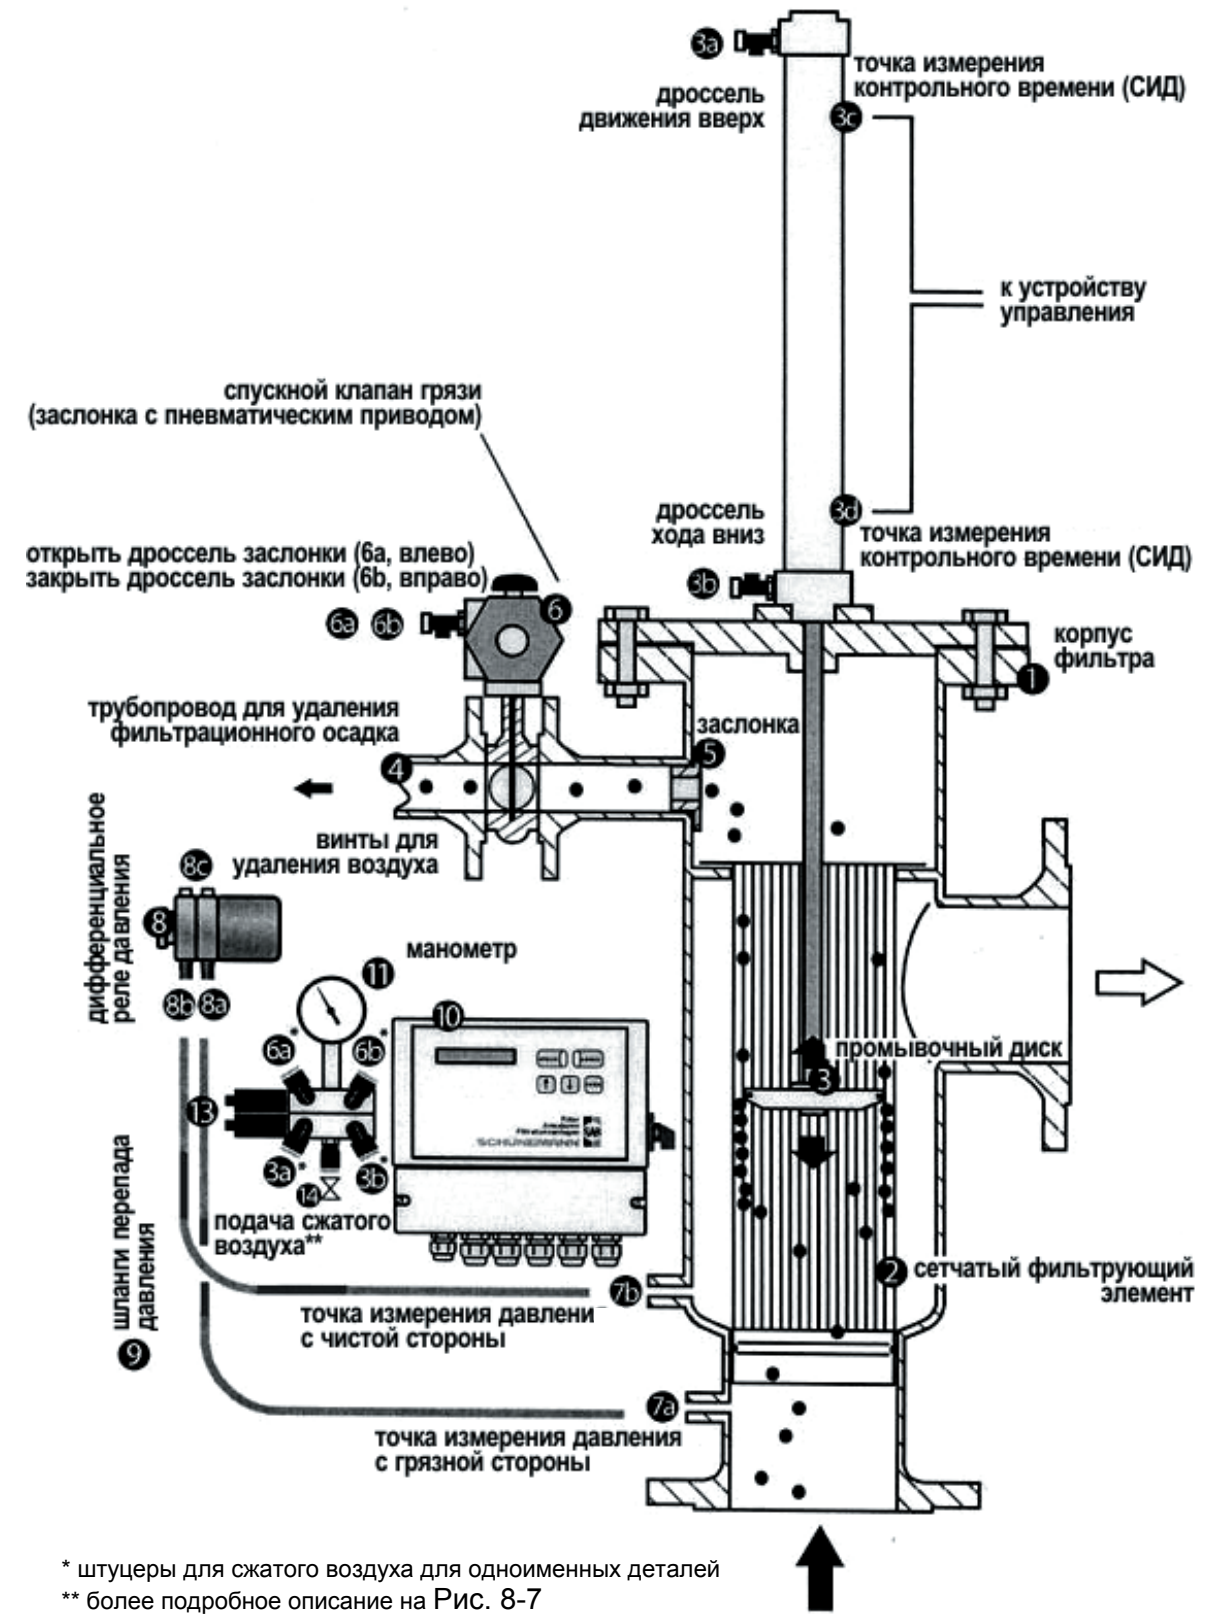 3a
точка измерения
контрольного времени (СИД)
дроссель
движения вверх
3c
к устройству
управления
спускной клапан грязи
(заслонка с пневматическим приводом)
дроссель
хода вниз
3d
точка измерения
контрольного времени (СИД)
открыть дроссель заслонки (6a, влево)
закрыть дроссель заслонки (6b, вправо)
3b
6
6a 6b
корпус
фильтра
1
трубопровод для удаления
фильтрационного осадка
заслонка
5
4
винты для
удаления воздуха
дифференциальное
реле давления
8c
8
8b 8a
манометр
11
10
6a*
6b*
промывочный диск
3
13
SCHÜNEMANN
SAB
3a*
3b*
14
подача сжатого
воздуха**
2
сетчатый фильтрующий
элемент
шланги перепада
давления
9
7b
точка измерения давлени
с чистой стороны
7a
точка измерения давления
с грязной стороны
* штуцеры для сжатого воздуха для одноименных деталей
** более подробное описание на Рис. 8-7